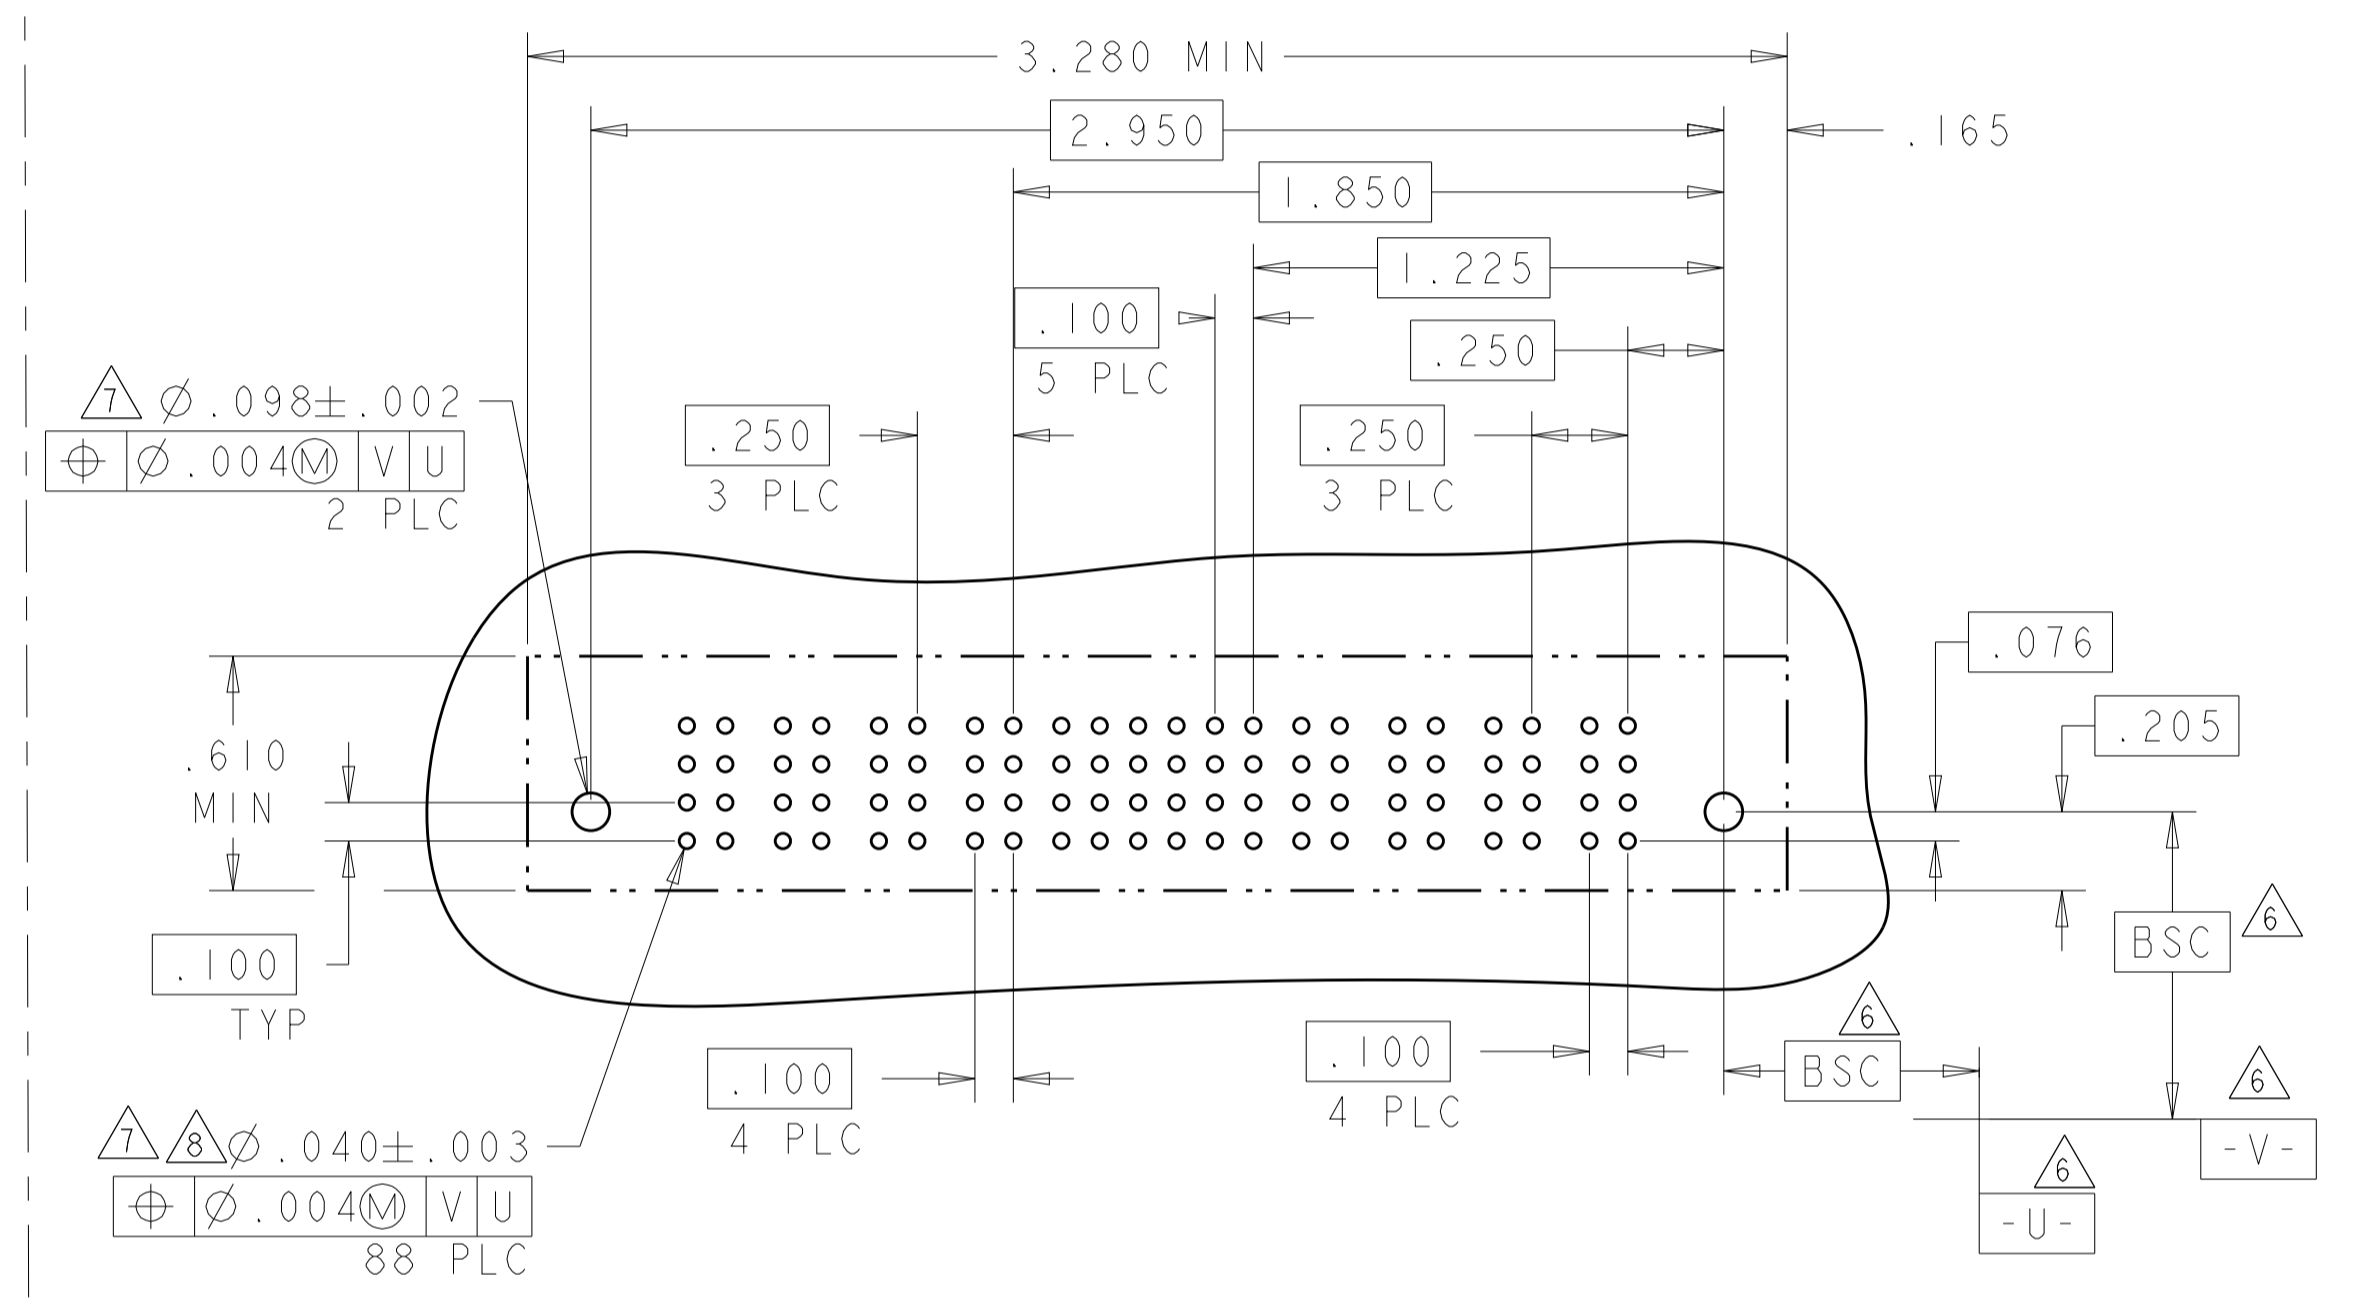 3.280 MIN
2.950
.165
1.850
1.225
.100
5 PLC
.250
7 Ø.098±.002
⌖ Ø.004Ⓜ V U
2 PLC
.250
3 PLC
.250
3 PLC
.076
.205
.610
MIN
BSC 6
.100
TYP
.100
4 PLC
.100
4 PLC
6
BSC
6
-V-
6
-U-
7 8 Ø.040±.003
⌖ Ø.004Ⓜ V U
88 PLC